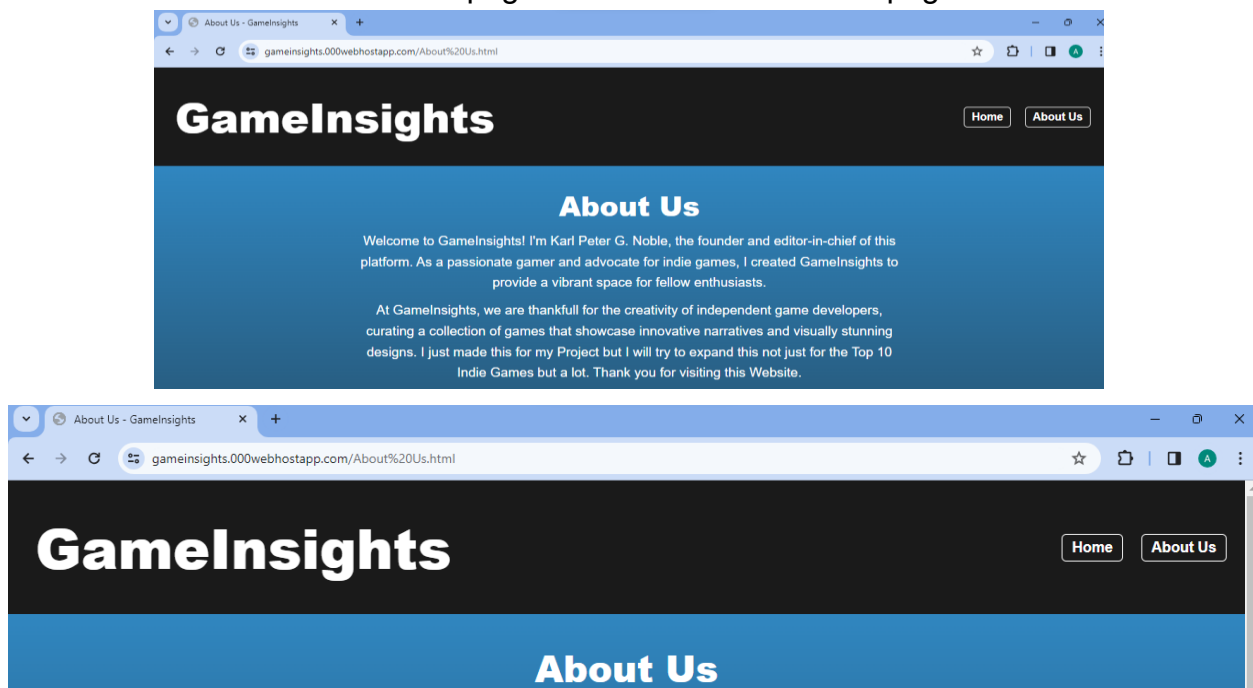 About Us - GameInsights
gameinsights.000webhostapp.com/About%20Us.html
A
GameInsights
Home About Us
About Us
Welcome to GameInsights! I'm Karl Peter G. Noble, the founder and editor-in-chief of this
platform. As a passionate gamer and advocate for indie games, I created GameInsights to
provide a vibrant space for fellow enthusiasts.
At GameInsights, we are thankfull for the creativity of independent game developers,
curating a collection of games that showcase innovative narratives and visually stunning
designs. I just made this for my Project but I will try to expand this not just for the Top 10
Indie Games but a lot. Thank you for visiting this Website.
About Us - GameInsights
gameinsights.000webhostapp.com/About%20Us.html
A
GameInsights
Home About Us
About Us